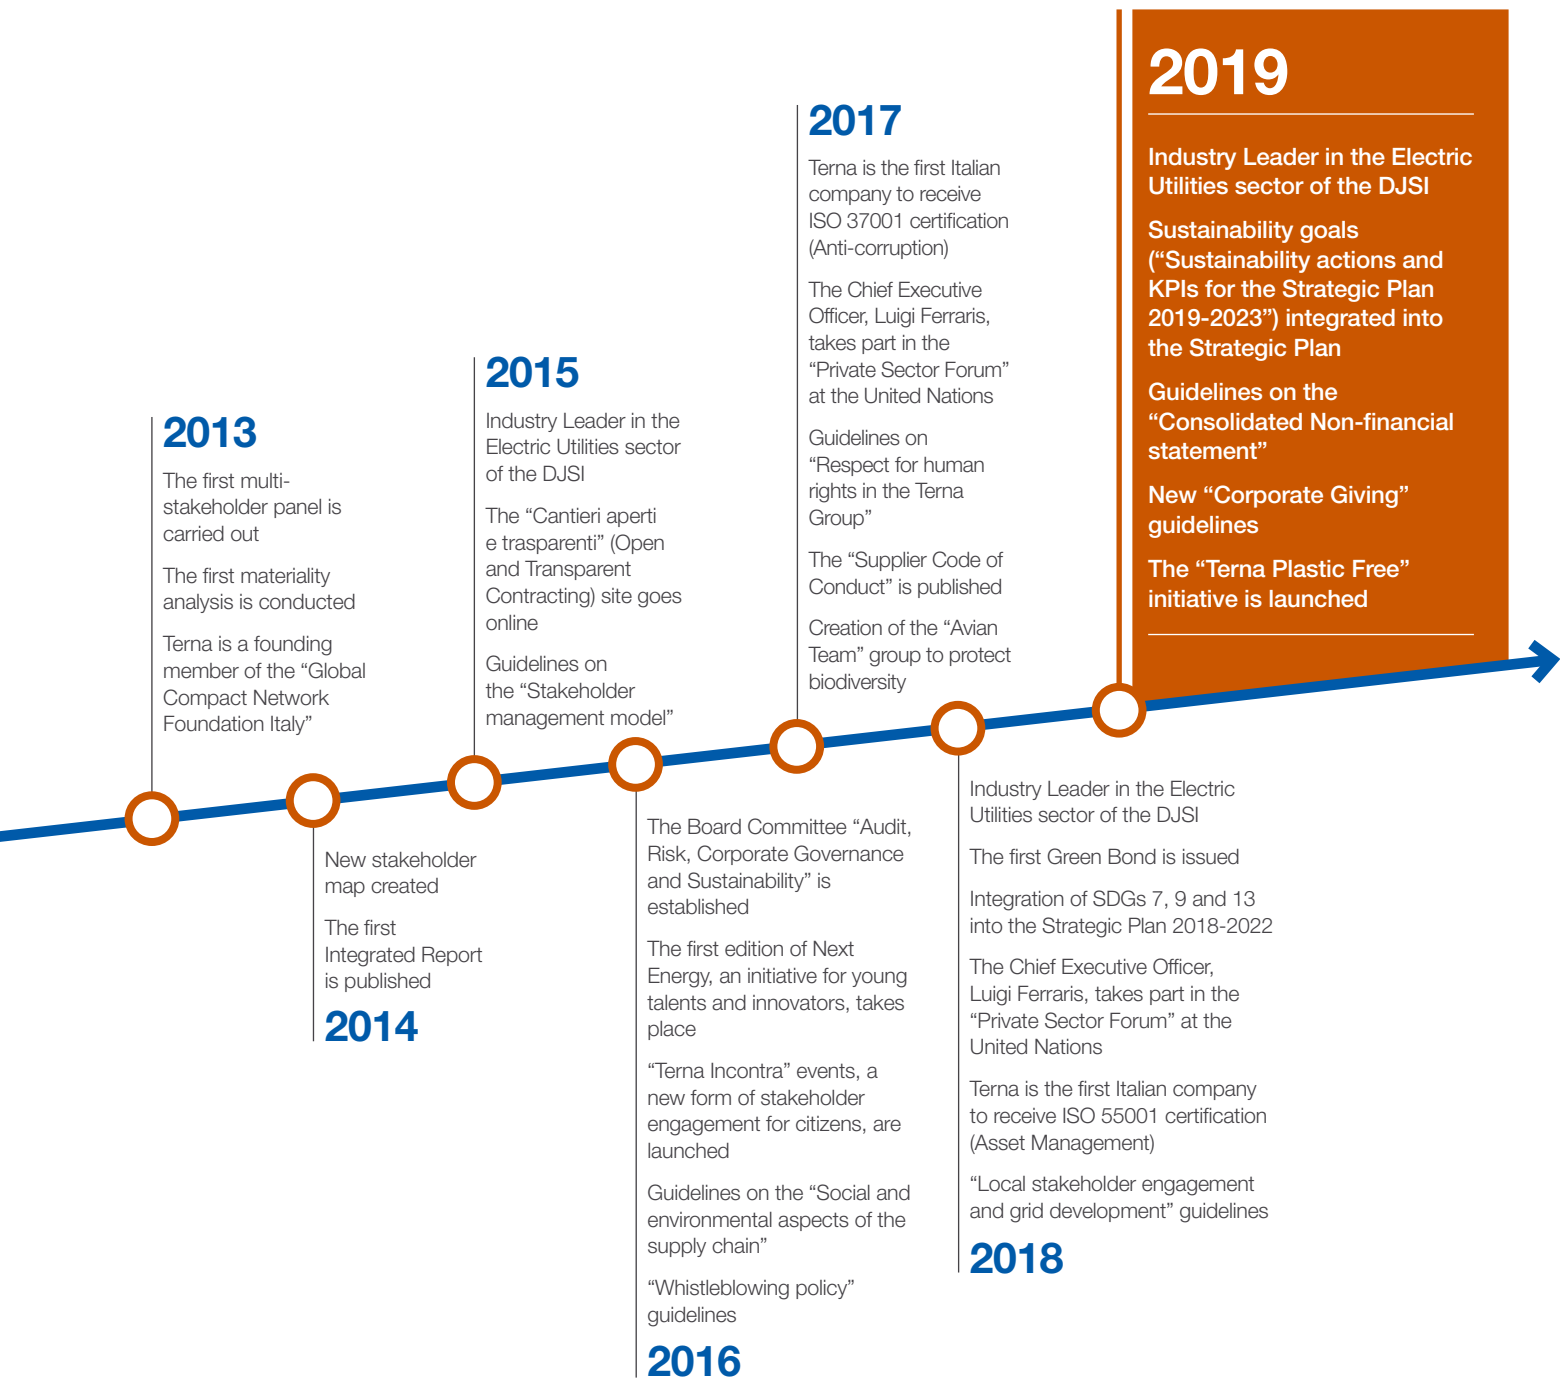 2013
The first multi-
stakeholder panel is
carried out
The first materiality
analysis is conducted
Terna is a founding
member of the “Global
Compact Network
Foundation Italy”
New stakeholder
map created
The first
Integrated Report
is published
2014
2015
Industry Leader in the
Electric Utilities sector
of the DJSI
The “Cantieri aperti
e trasparenti” (Open
and Transparent
Contracting) site goes
online
Guidelines on
the “Stakeholder
management model”
The Board Committee “Audit,
Risk, Corporate Governance
and Sustainability” is
established
The first edition of Next
Energy, an initiative for young
talents and innovators, takes
place
“Terna Incontra” events, a
new form of stakeholder
engagement for citizens, are
launched
Guidelines on the “Social and
environmental aspects of the
supply chain”
“Whistleblowing policy”
guidelines
2016
2017
Terna is the first Italian
company to receive
ISO 37001 certification
(Anti-corruption)
The Chief Executive
Officer, Luigi Ferraris,
takes part in the
“Private Sector Forum”
at the United Nations
Guidelines on
“Respect for human
rights in the Terna
Group”
The “Supplier Code of
Conduct” is published
Creation of the “Avian
Team” group to protect
biodiversity
Industry Leader in the Electric
Utilities sector of the DJSI
The first Green Bond is issued
Integration of SDGs 7, 9 and 13
into the Strategic Plan 2018-2022
The Chief Executive Officer,
Luigi Ferraris, takes part in the
“Private Sector Forum” at the
United Nations
Terna is the first Italian company
to receive ISO 55001 certification
(Asset Management)
“Local stakeholder engagement
and grid development” guidelines
2018
2019
Industry Leader in the Electric
Utilities sector of the DJSI
Sustainability goals
(“Sustainability actions and
KPIs for the Strategic Plan
2019-2023”) integrated into
the Strategic Plan
Guidelines on the
“Consolidated Non-financial
statement”
New “Corporate Giving”
guidelines
The “Terna Plastic Free”
initiative is launched